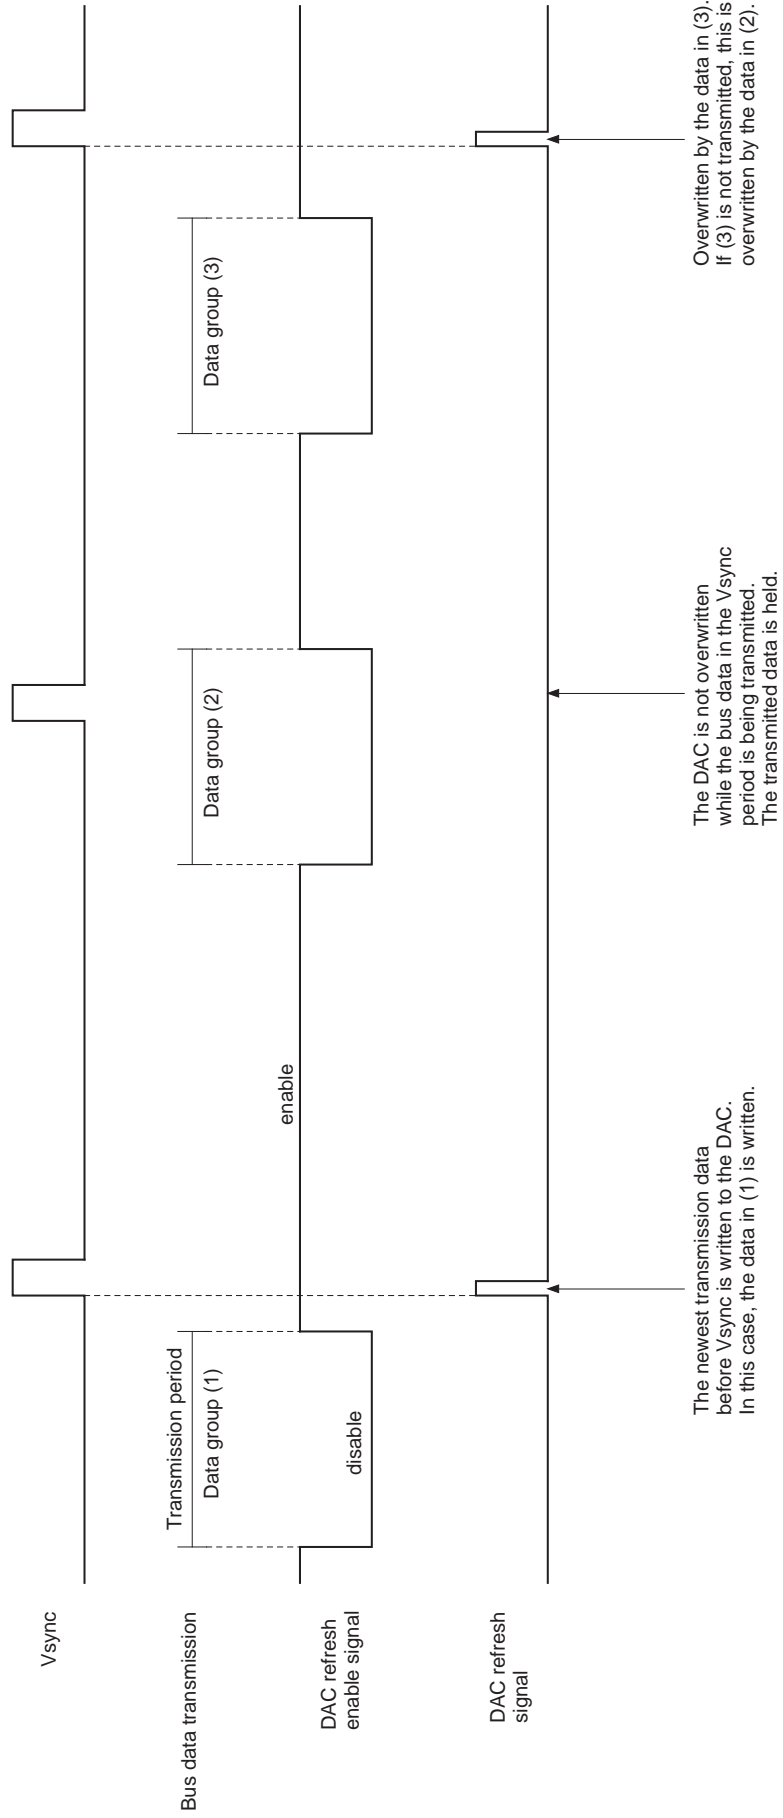 Vsync
Bus data transmission
Transmission period
Data group (1)
Data group (2)
Data group (3)
DAC refresh
enable signal
disable
enable
DAC refresh
signal
The newest transmission data
before Vsync is written to the DAC.
In this case, the data in (1) is written.
The DAC is not overwritten
while the bus data in the Vsync
period is being transmitted.
The transmitted data is held.
Overwritten by the data in (3).
If (3) is not transmitted, this is
overwritten by the data in (2).